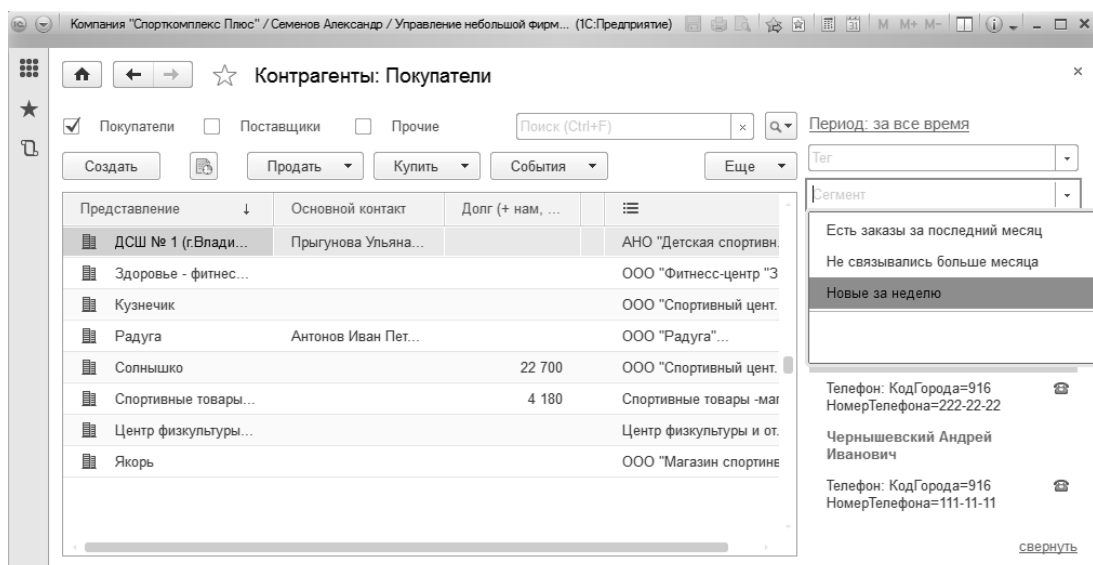 Компания "Спорткомплекс Плюс" / Семенов Александр / Управление небольшой фирм... (1С:Предприятие) M M+ M-
Контрагенты: Покупатели
Покупатели Поставщики Прочие Поиск (Ctrl+F) Период: за все время
Создать Продать Купить События Еще Тег
Сегмент
Представление ↓ Основной контакт Долг (+ нам, ...
ДСШ № 1 (г.Влади... Прыгунова Ульяна... АНО "Детская спортивн. Есть заказы за последний месяц
Здоровье - фитнес... ООО "Фитнесс-центр "З Не связывались больше месяца
Кузнечик ООО "Спортивный цент. Новые за неделю
Радуга Антонов Иван Пет... ООО "Радуга"...
Солнышко 22 700 ООО "Спортивный цент.
Спортивные товары... 4 180 Спортивные товары -маг Телефон: КодГорода=916
НомерТелефона=222-22-22
Центр физкультуры... Центр физкультуры и от. Чернышевский Андрей
Иванович
Якорь ООО "Магазин спортинв Телефон: КодГорода=916
НомерТелефона=111-11-11
свернуть